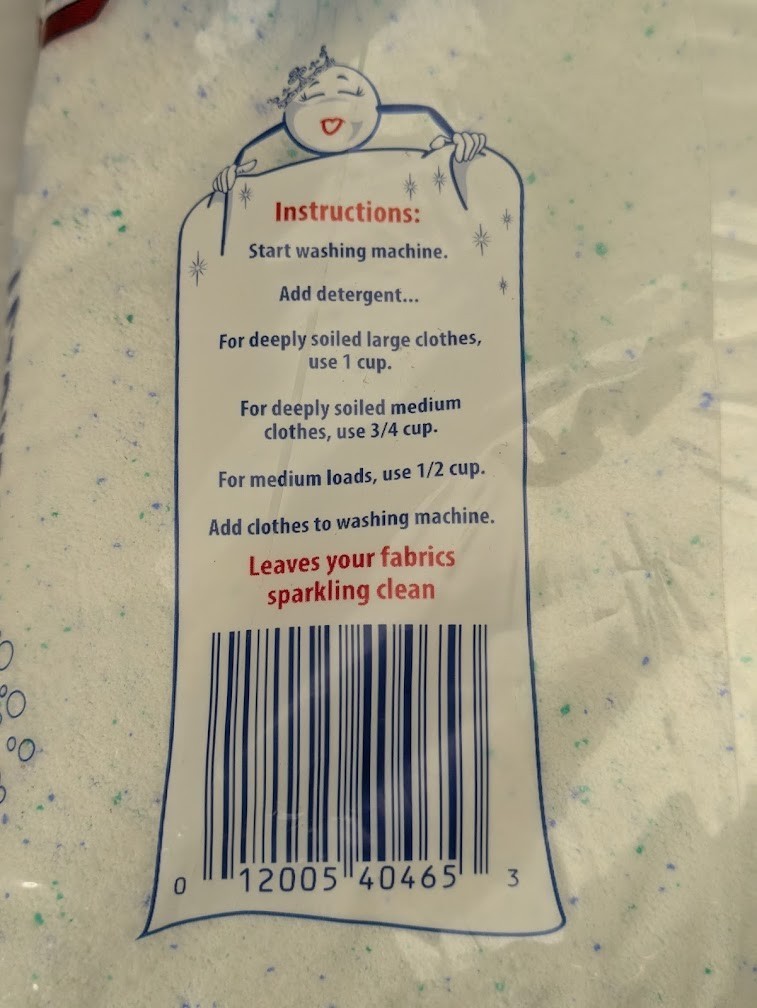 Instructions:
Start washing machine.
Add detergent...
For deeply soiled large clothes,
use 1 cup.
For deeply soiled medium
clothes, use 3/4 cup.
For medium loads, use 1/2 cup.
Add clothes to washing machine.
Leaves your fabrics
sparkling clean
0 12005 40465 3